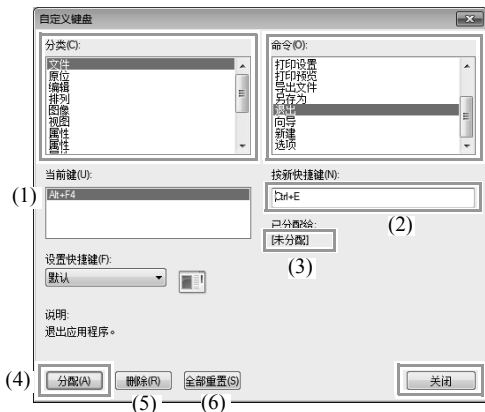 自定义键盘
分类(C):
文件
原位
编辑
排列
图像
视图
属性
属性
命令(O):
打印设置
打印预览
导出文件
另存为
退出
向导
新建
选项
当前键(U):
Alt+F4
(1)
按新快捷键(N):
Ctrl+E
(2)
已分配给:
[未分配]
(3)
设置快捷键(F):
默认
说明:
退出应用程序。
(4)
分配(A)
删除(R)
全部重置(S)
关闭
(5)
(6)